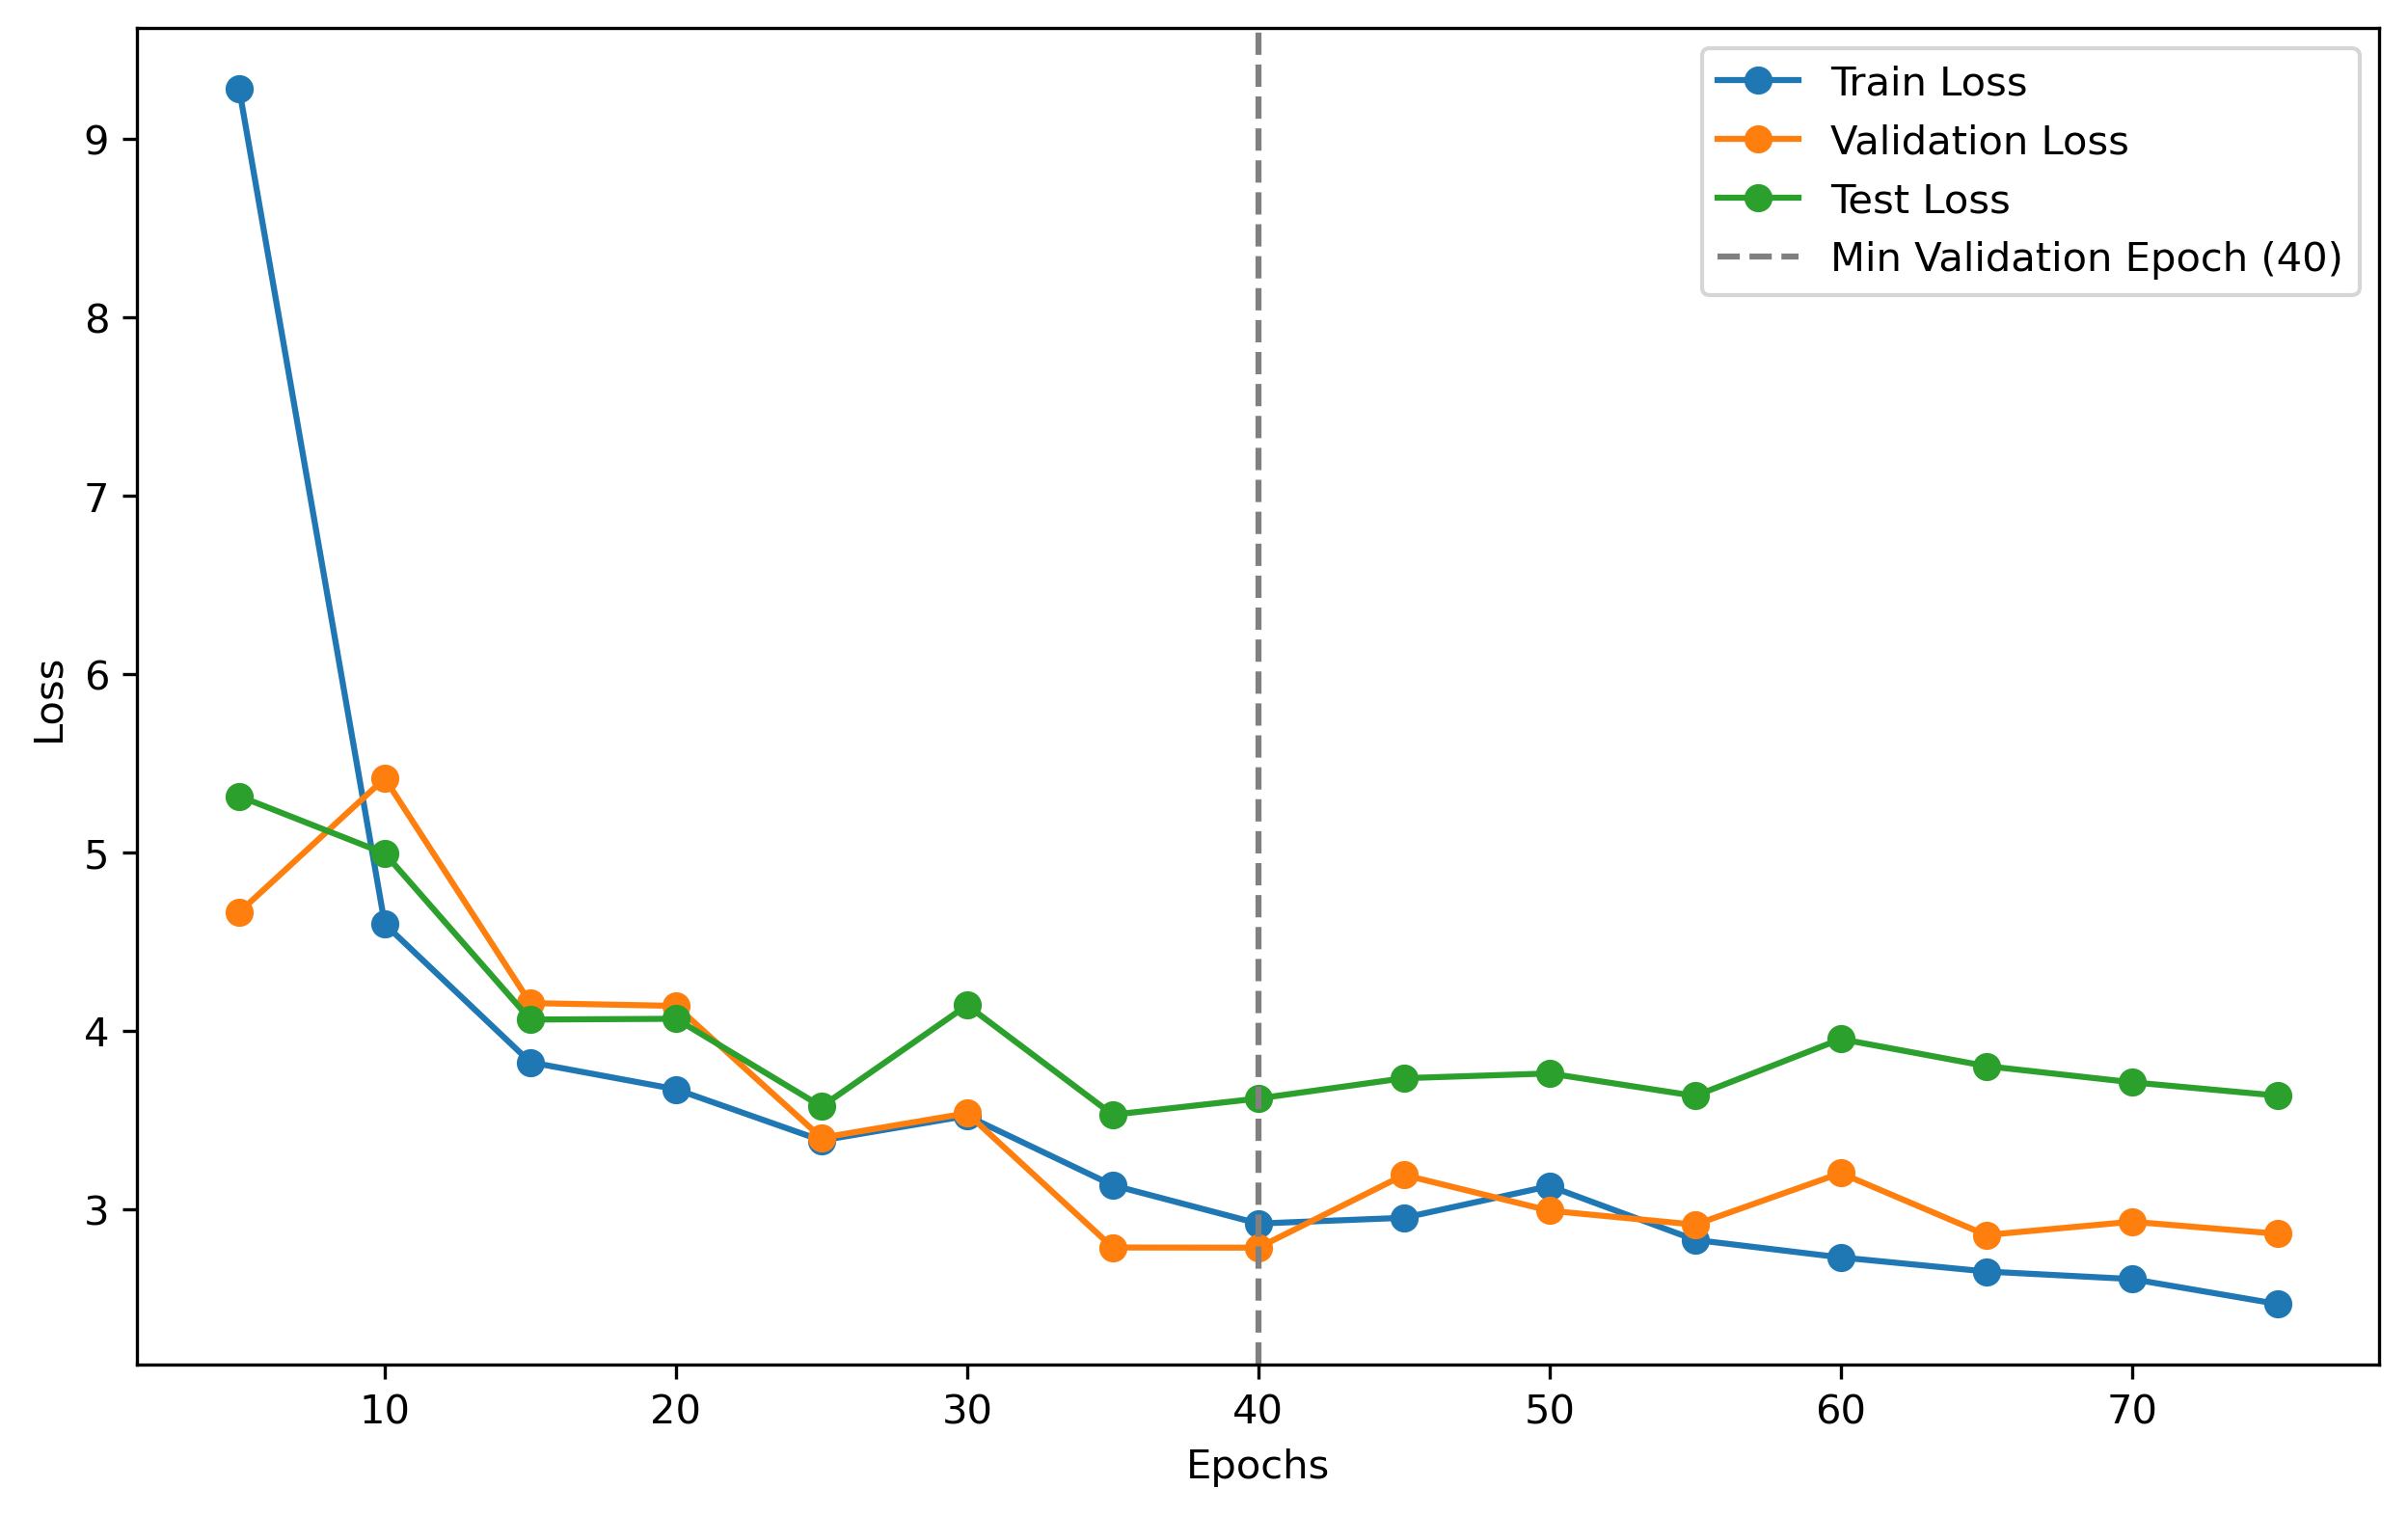 Train Loss
Validation Loss
Test Loss
Min Validation Epoch (40)
9
8
7
6
5
4
3
Loss
10 20 30 40 50 60 70
Epochs